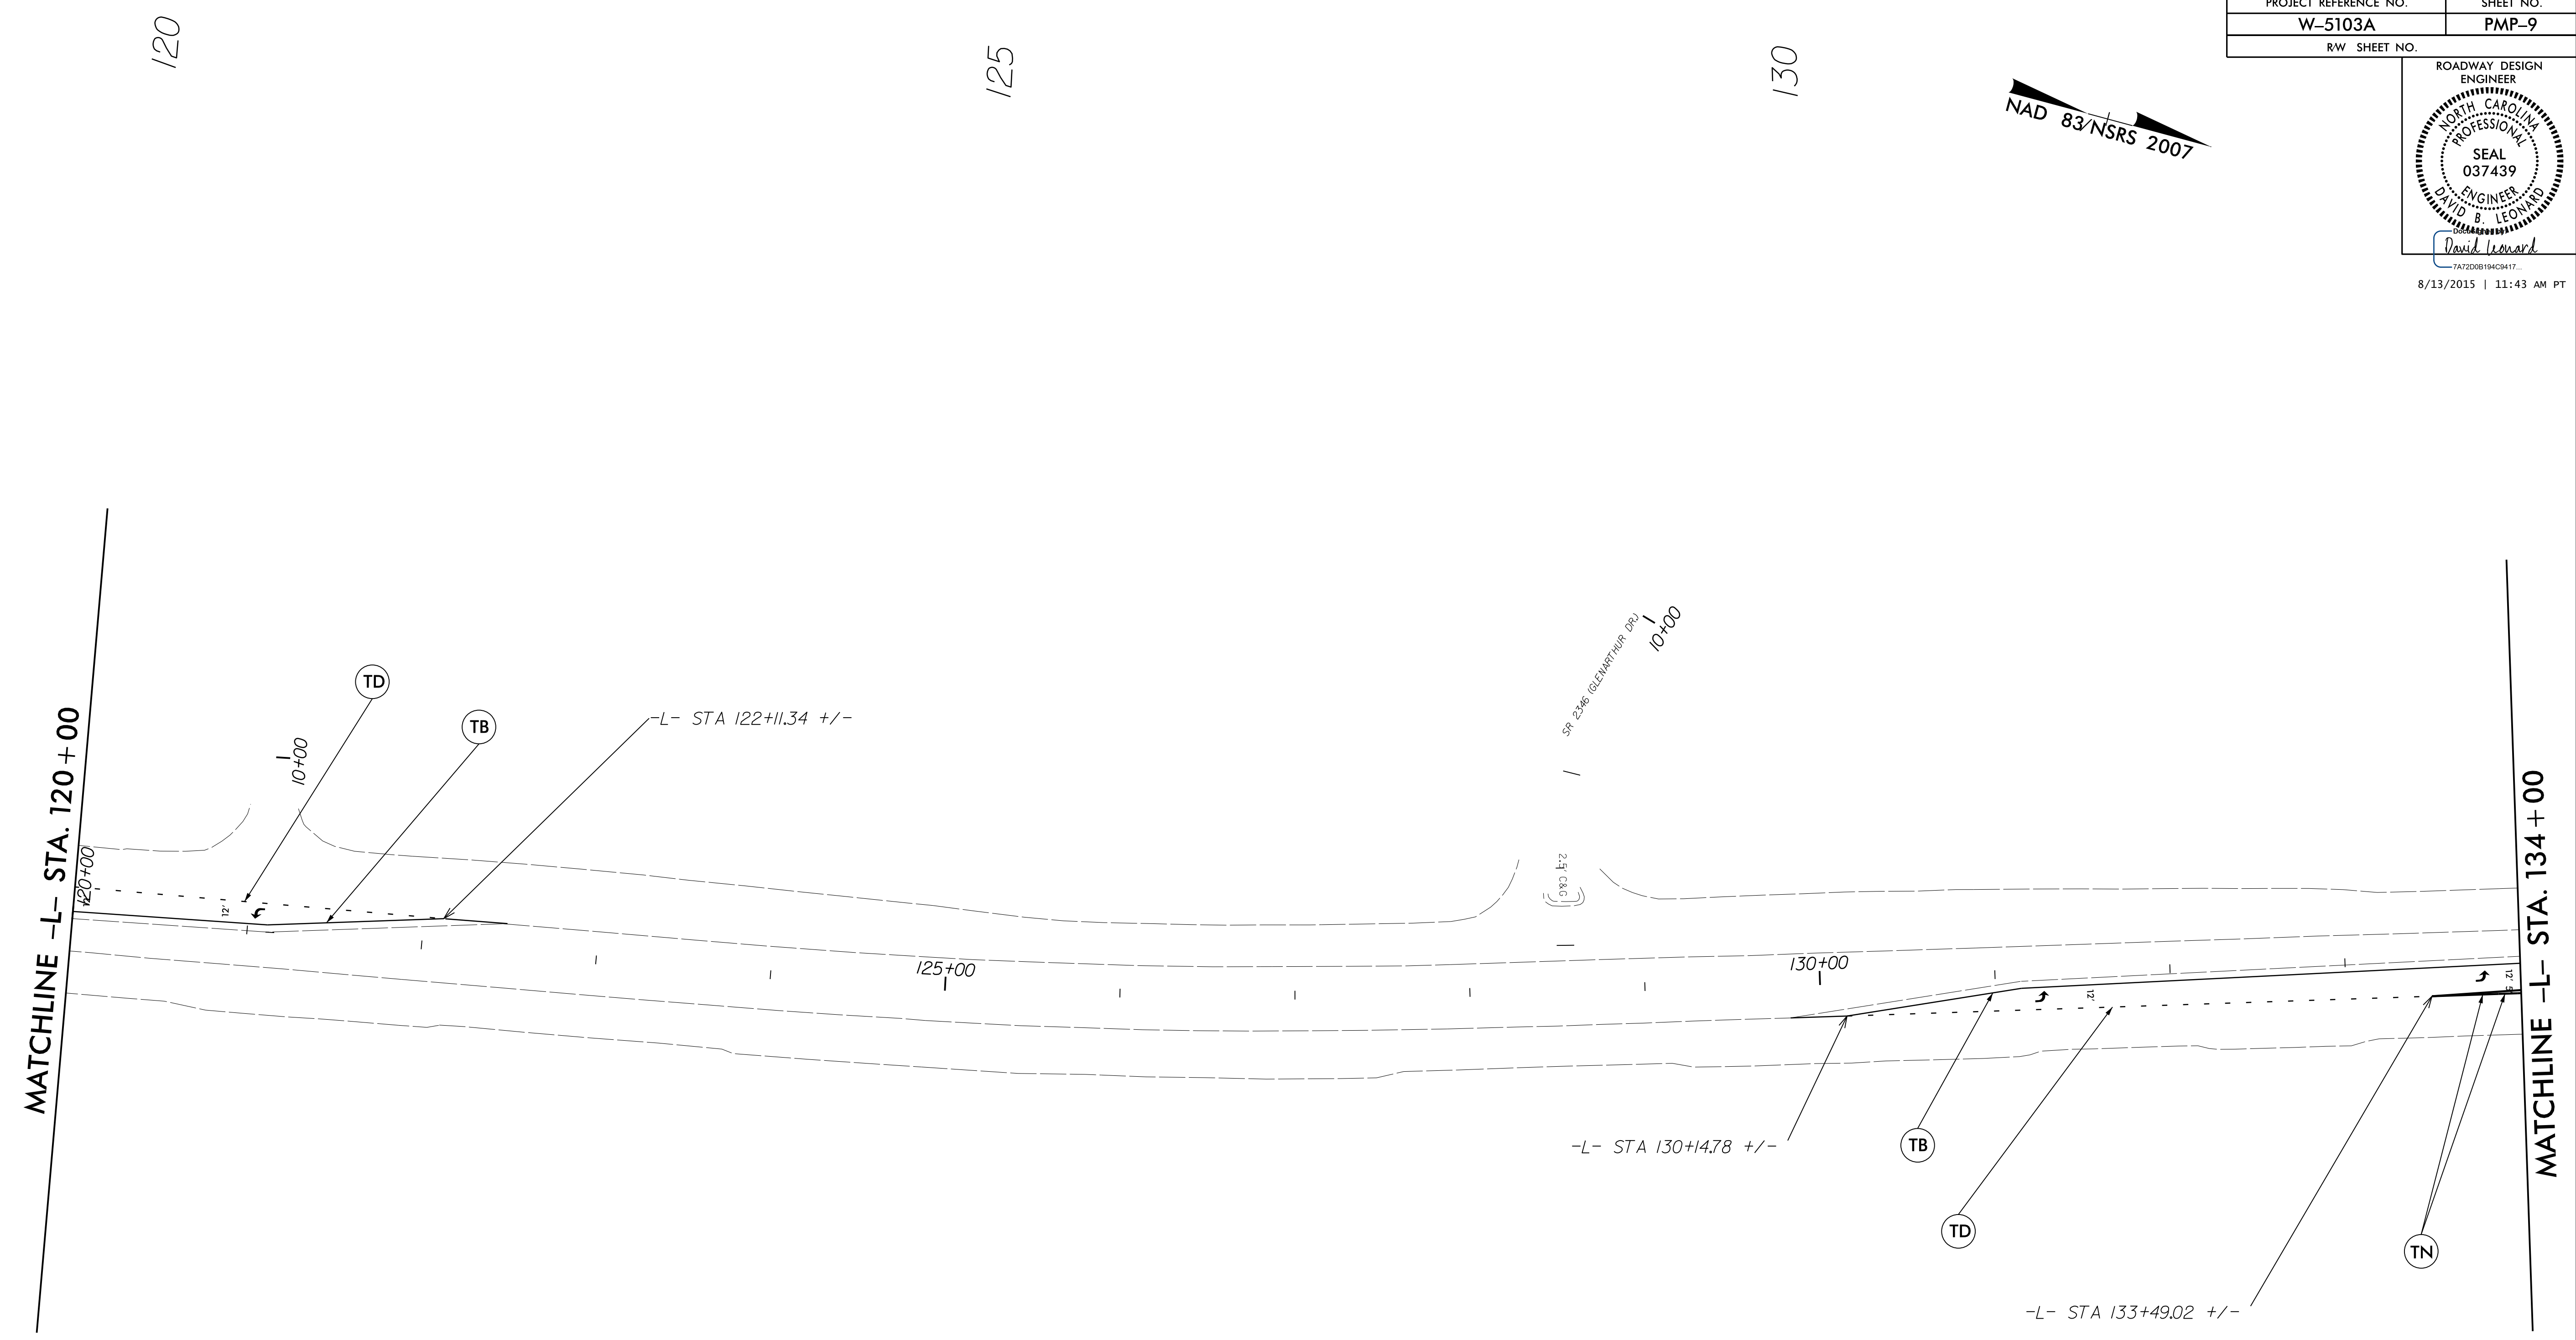 PROJECT REFERENCE NO.
SHEET NO.
W-5103A
PMP-9
R/W SHEET NO.
ROADWAY DESIGN
ENGINEER
NORTH CAROLINA
PROFESSIONAL
SEAL
037439
ENGINEER
DAVID B. LEONARD
David Leonard
7A72D0B194C9417...
8/13/2015 | 11:43 AM PT
120
125
130
NAD 83/NSRS 2007
MATCHLINE -L- STA. 120+00
120+00
TD
TB
-L- STA 122+11.34 +/-
10+00
12'
125+00
SR 2346 (GLENARTHUR DR.)
10+00
2.5' C&G
130+00
12'
12'
-L- STA 130+14.78 +/-
TB
TD
TN
-L- STA 133+49.02 +/-
MATCHLINE -L- STA. 134+00